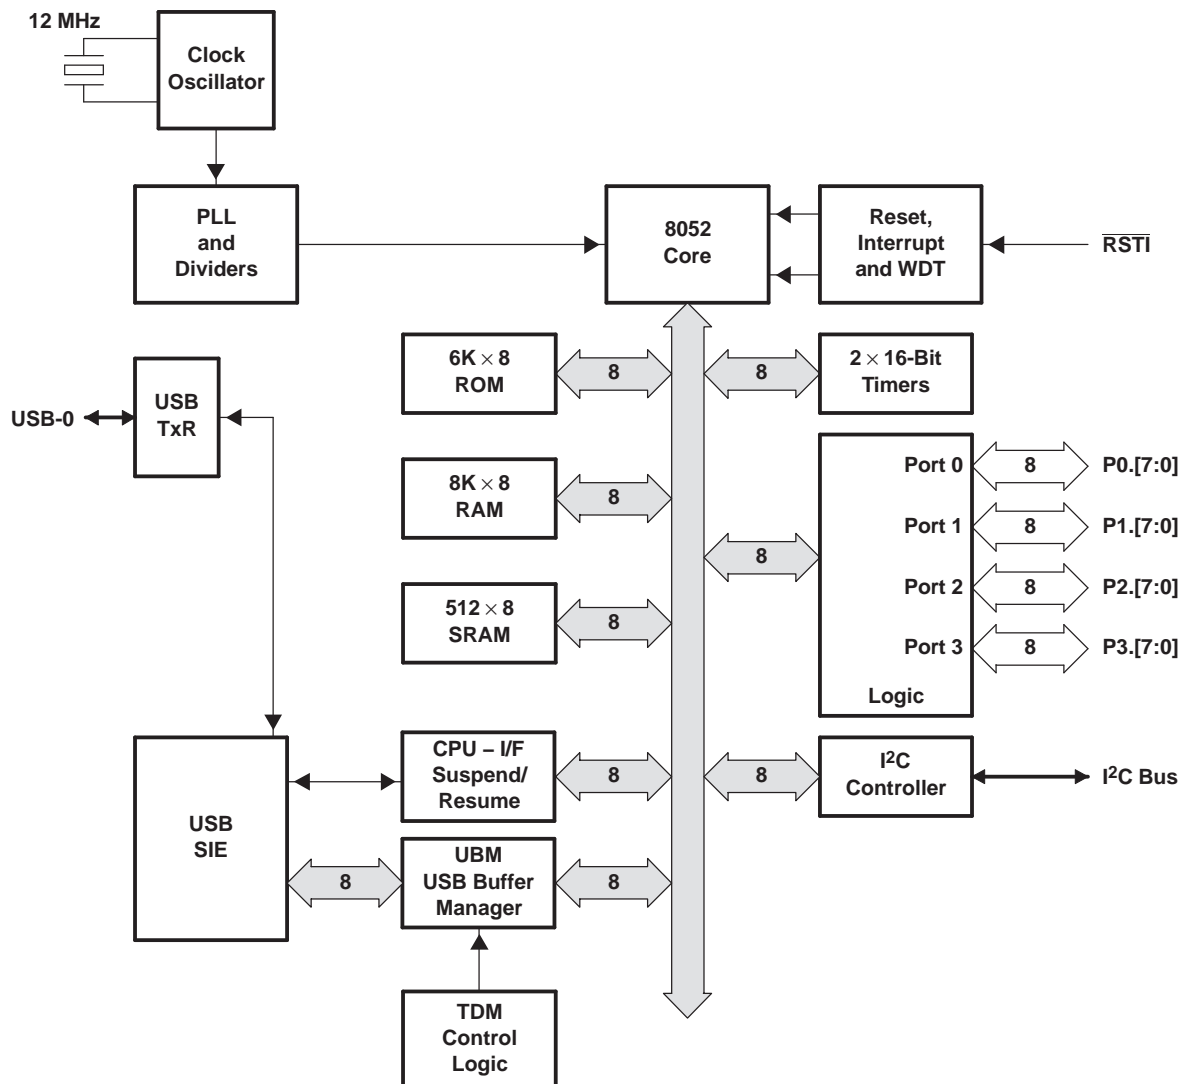 12 MHz
Clock
Oscillator
PLL
and
Dividers
8052
Core
Reset,
Interrupt
and WDT
RSTI
6K × 8
ROM
8
8
2 × 16-Bit
Timers
USB-0
USB
TxR
8K × 8
RAM
8
Port 0
8
P0.[7:0]
Port 1
8
P1.[7:0]
8
Port 2
8
P2.[7:0]
Port 3
8
P3.[7:0]
Logic
512 × 8
SRAM
8
USB
SIE
CPU – I/F
Suspend/
Resume
8
8
I²C
Controller
I²C Bus
8
UBM
USB Buffer
Manager
8
TDM
Control
Logic